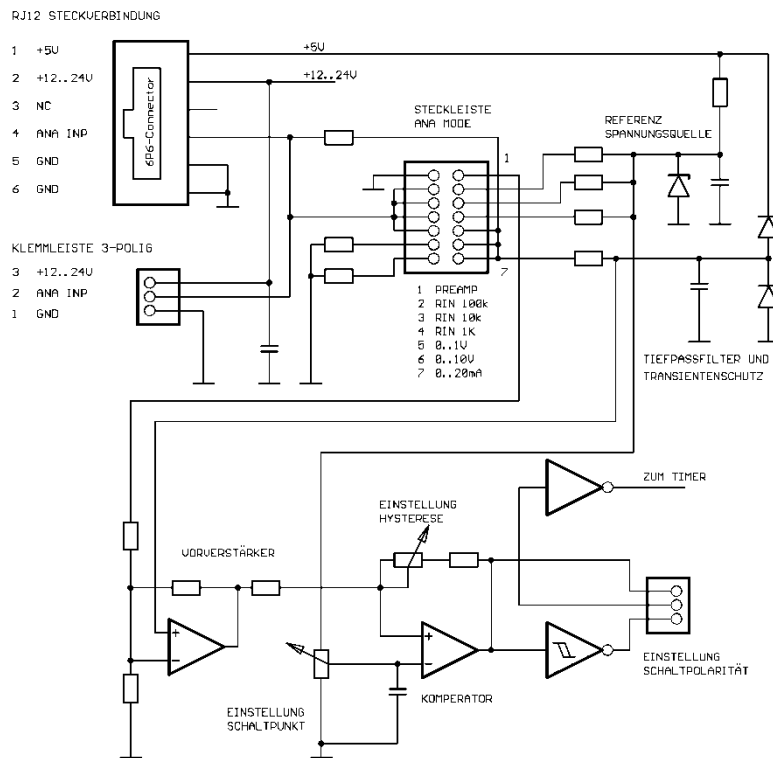 RJ12 STECKVERBINDUNG
1 +5V
2 +12..24V
3 NC
4 ANA INP
5 GND
6 GND
6P6-Connector
+5V
+12..24V
STECKLEISTE
ANA MODE
1
7
REFERENZ
SPANNUNGSQUELLE
KLEMMLEISTE 3-POLIG
3 +12..24V
2 ANA INP
1 GND
1 PREAMP
2 RIN 100k
3 RIN 10k
4 RIN 1K
5 0..1V
6 0..10V
7 0..20mA
TIEFPASSFILTER UND
TRANSIENTENSCHUTZ
ZUM TIMER
EINSTELLUNG
HYSTERESE
VORVERSTÄRKER
+
-
+
-
KOMPERATOR
EINSTELLUNG
SCHALTPUNKT
EINSTELLUNG
SCHALTPOLARITÄT